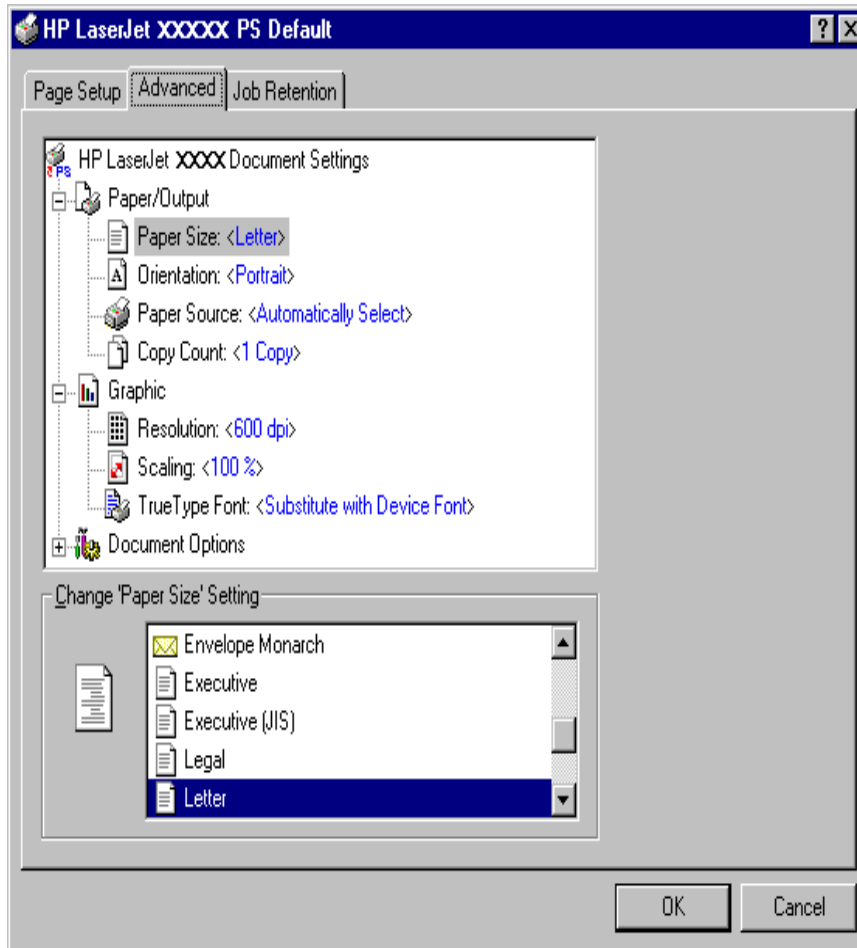 HP LaserJet XXXXX PS Default
Page Setup Advanced Job Retention
PS HP LaserJet XXXX Document Settings
Paper/Output
Paper Size: <Letter>
Orientation: <Portrait>
Paper Source: <Automatically Select>
Copy Count: <1 Copy>
Graphic
Resolution: <600 dpi>
Scaling: <100 %>
TrueType Font: <Substitute with Device Font>
Document Options
Change 'Paper Size' Setting
Envelope Monarch
Executive
Executive (JIS)
Legal
Letter
OK Cancel